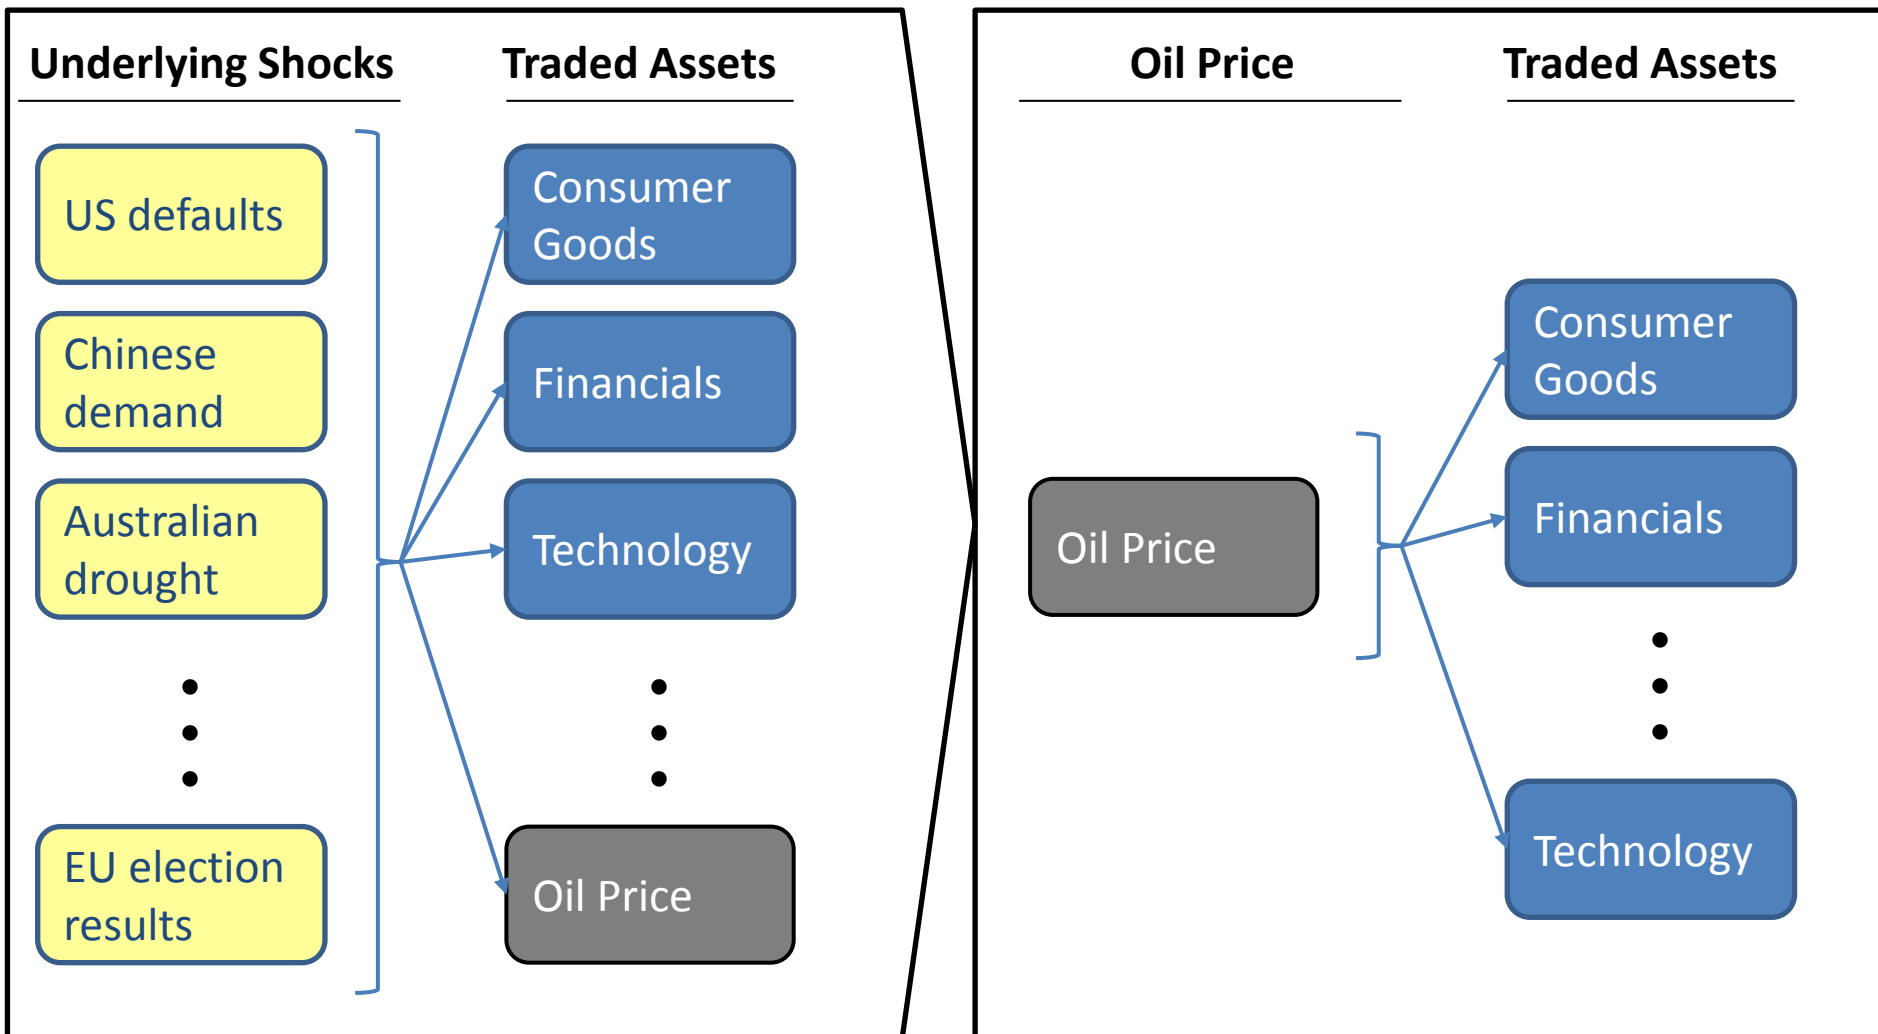 Underlying Shocks
Traded Assets
US defaults
Chinese
demand
Australian
drought
EU election
results
Consumer
Goods
Financials
Technology
Oil Price
Oil Price
Traded Assets
Oil Price
Consumer
Goods
Financials
Technology